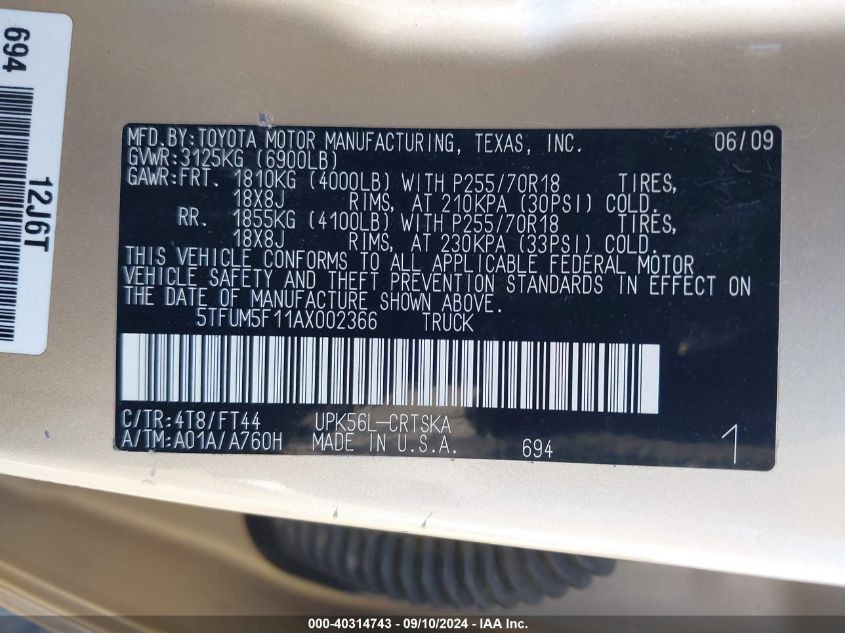 694
12J6T
MFD.BY:TOYOTA MOTOR MANUFACTURING, TEXAS, INC. 06/09
GVWR:3125KG (6900LB)
GAWR:FRT. 1810KG (4000LB) WITH P255/70R18 TIRES,
18X8J RIMS, AT 210KPA (30PSI) COLD.
RR. 1855KG (4100LB) WITH P255/70R18 TIRES,
18X8J RIMS, AT 230KPA (33PSI) COLD.
THIS VEHICLE CONFORMS TO ALL APPLICABLE FEDERAL MOTOR
VEHICLE SAFETY AND THEFT PREVENTION STANDARDS IN EFFECT ON
THE DATE OF MANUFACTURE SHOWN ABOVE.
5TFUM5F11AX002366 TRUCK
C/TR:4T8/FT44 UPK56L-CRTSKA
A/TM:A01A/A760H MADE IN U.S.A. 694 1
000-40314743 - 09/10/2024 - IAA Inc.